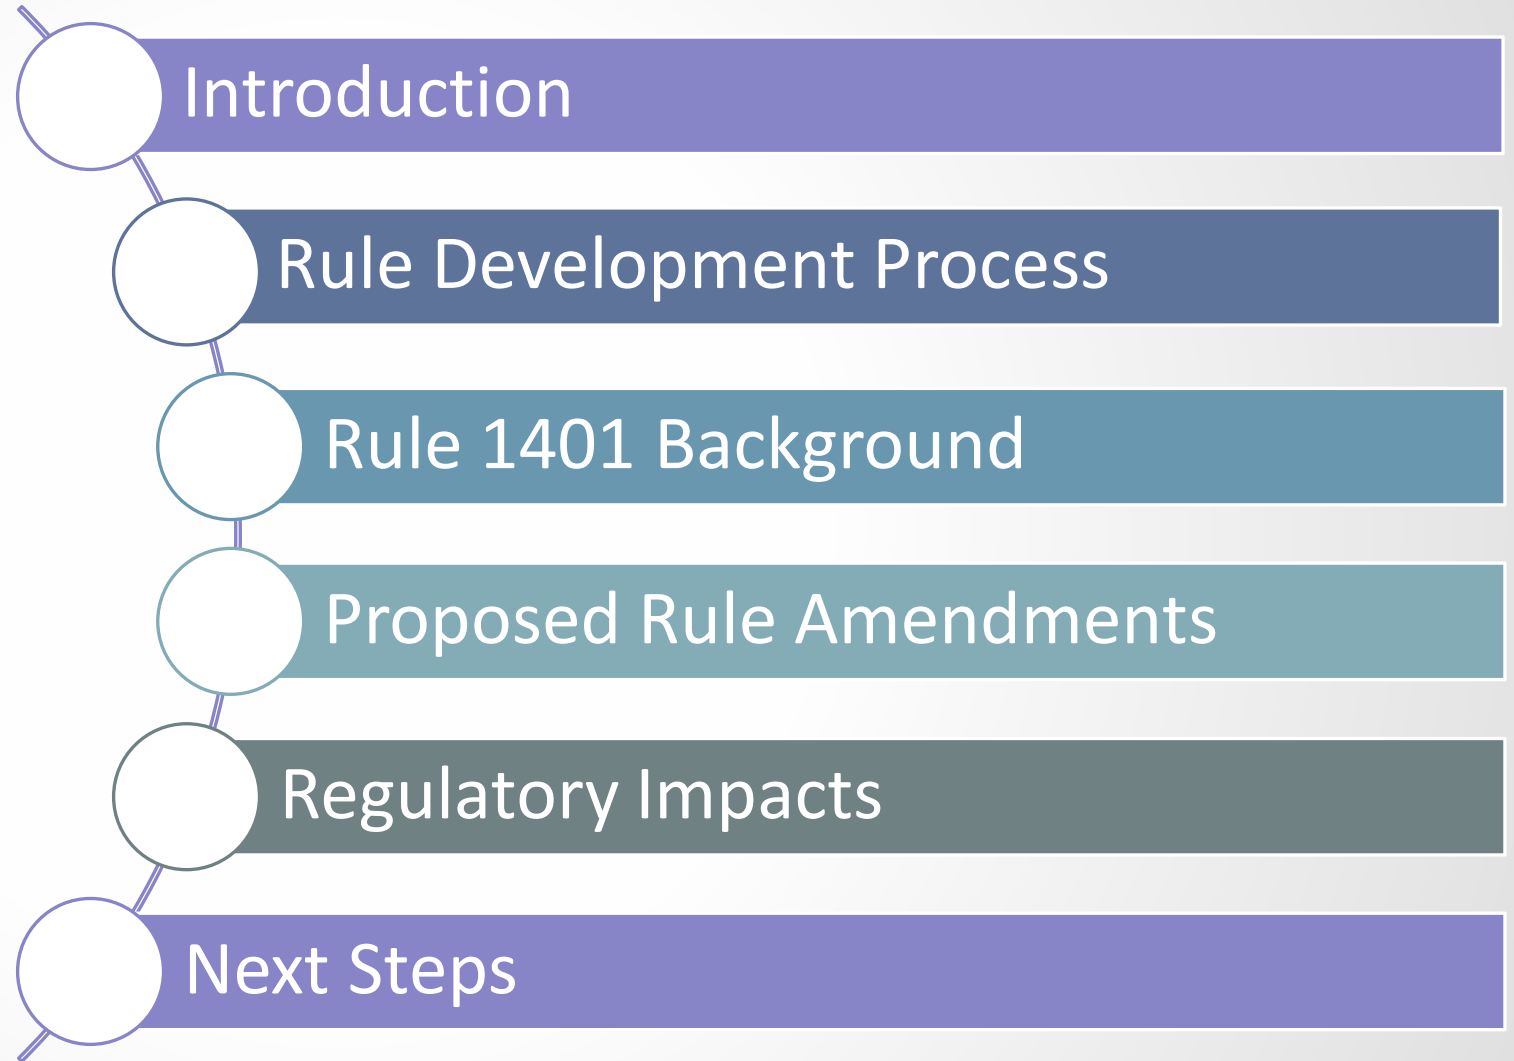 Introduction
Rule Development Process
Rule 1401 Background
Proposed Rule Amendments
Regulatory Impacts
Next Steps